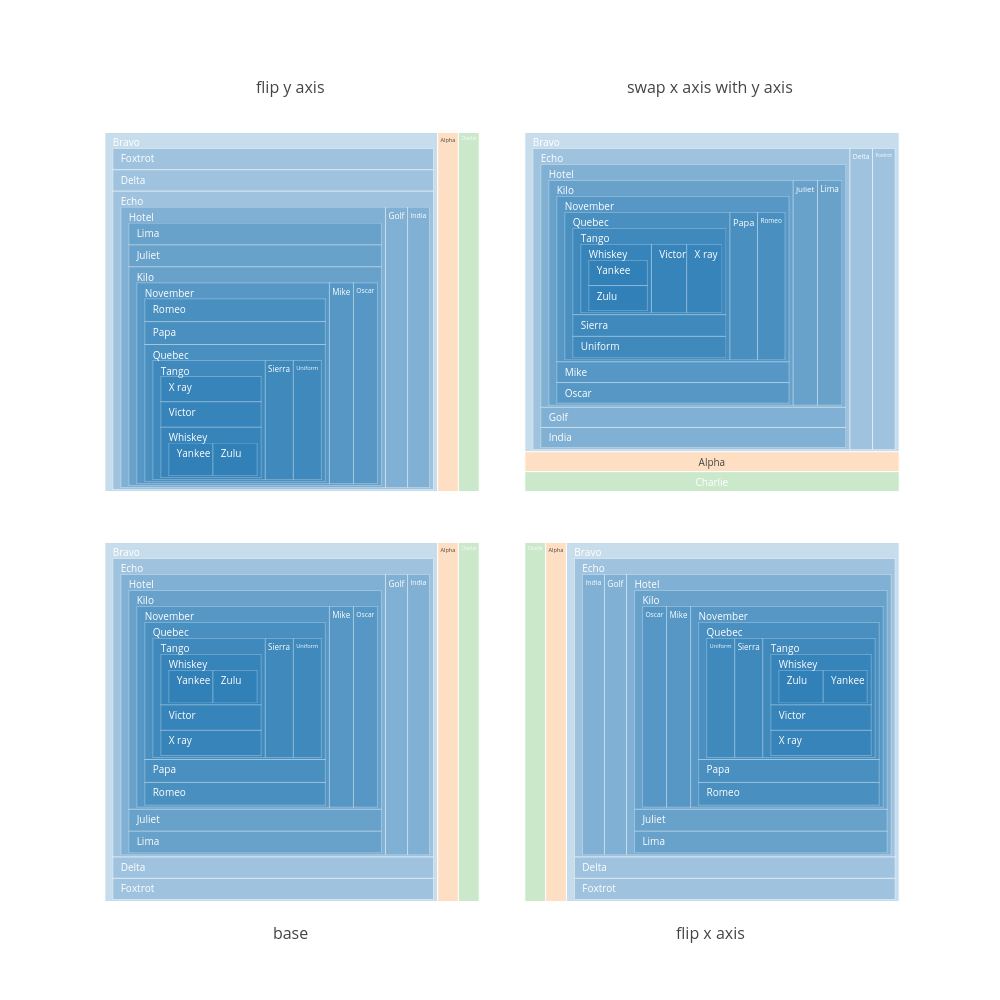 flip y axis
swap x axis with y axis
Bravo
Alpha
Charlie
Foxtrot
Delta
Echo
Hotel
Golf
India
Lima
Juliet
Kilo
November
Mike
Oscar
Romeo
Papa
Quebec
Tango
Sierra
Uniform
X ray
Victor
Whiskey
Yankee
Zulu
Bravo
Echo
Delta
Foxtrot
Hotel
Kilo
Juliet
Lima
November
Quebec
Papa
Romeo
Tango
Whiskey
Victor
X ray
Yankee
Zulu
Sierra
Uniform
Mike
Oscar
Golf
India
Alpha
Charlie
Bravo
Alpha
Charlie
Echo
Hotel
Golf
India
Kilo
November
Mike
Oscar
Quebec
Tango
Sierra
Uniform
Whiskey
Yankee
Zulu
Victor
X ray
Papa
Romeo
Juliet
Lima
Delta
Foxtrot
Charlie
Alpha
Bravo
Echo
India
Golf
Hotel
Kilo
Oscar
Mike
November
Quebec
Uniform
Sierra
Tango
Whiskey
Zulu
Yankee
Victor
X ray
Papa
Romeo
Juliet
Lima
Delta
Foxtrot
base
flip x axis